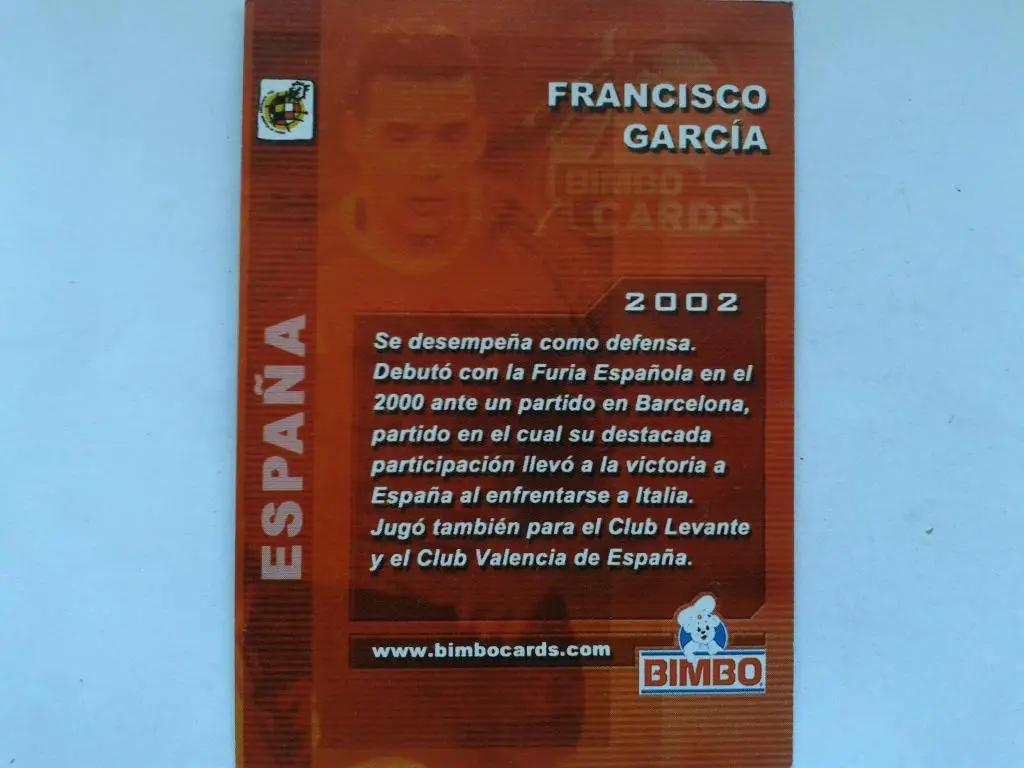 FRANCISCO
GARCÍA
BIMBO
CARDS
2002
Se desempeña como defensa.
Debutó con la Furia Española en el
2000 ante un partido en Barcelona,
partido en el cual su destacada
participación llevó a la victoria a
España al enfrentarse a Italia.
Jugó también para el Club Levante
y el Club Valencia de España.
ESPAÑA
www.bimbocards.com
BIMBO